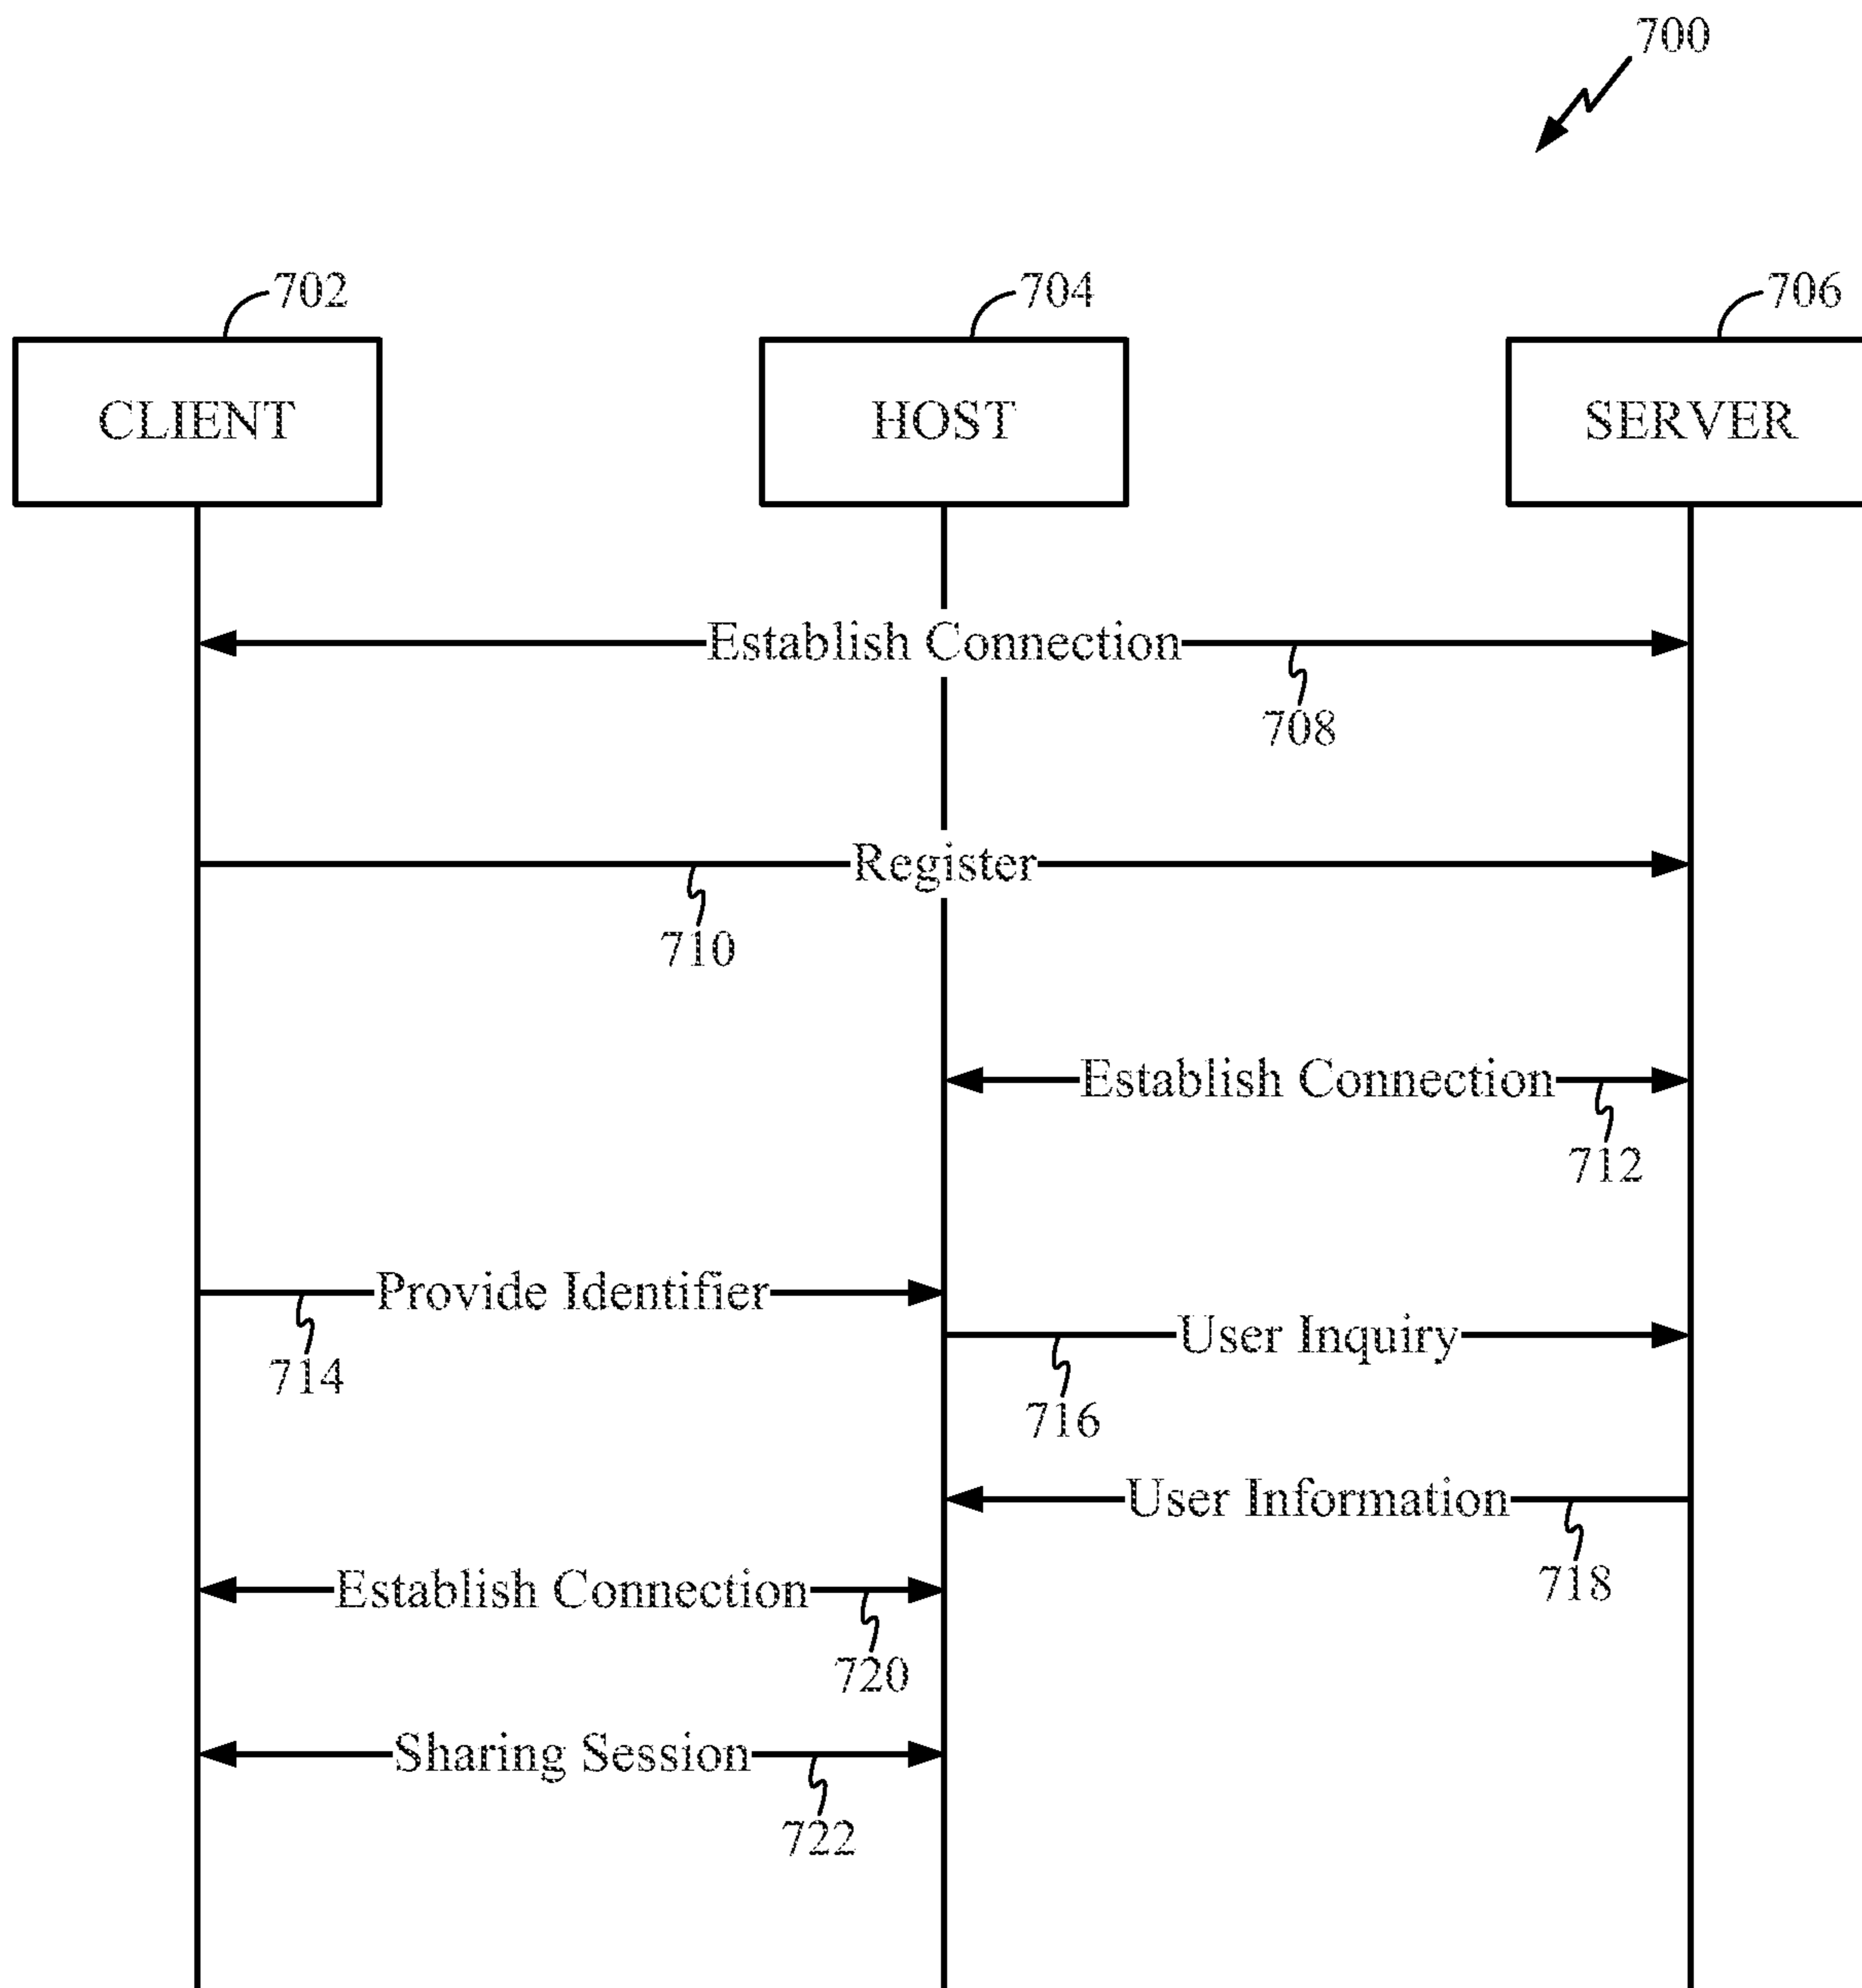 700
702
704
706
CLIENT
HOST
SERVER
Establish Connection
708
Register
710
Establish Connection
712
Provide Identifier
714
User Inquiry
716
User Information
718
Establish Connection
720
Sharing Session
722